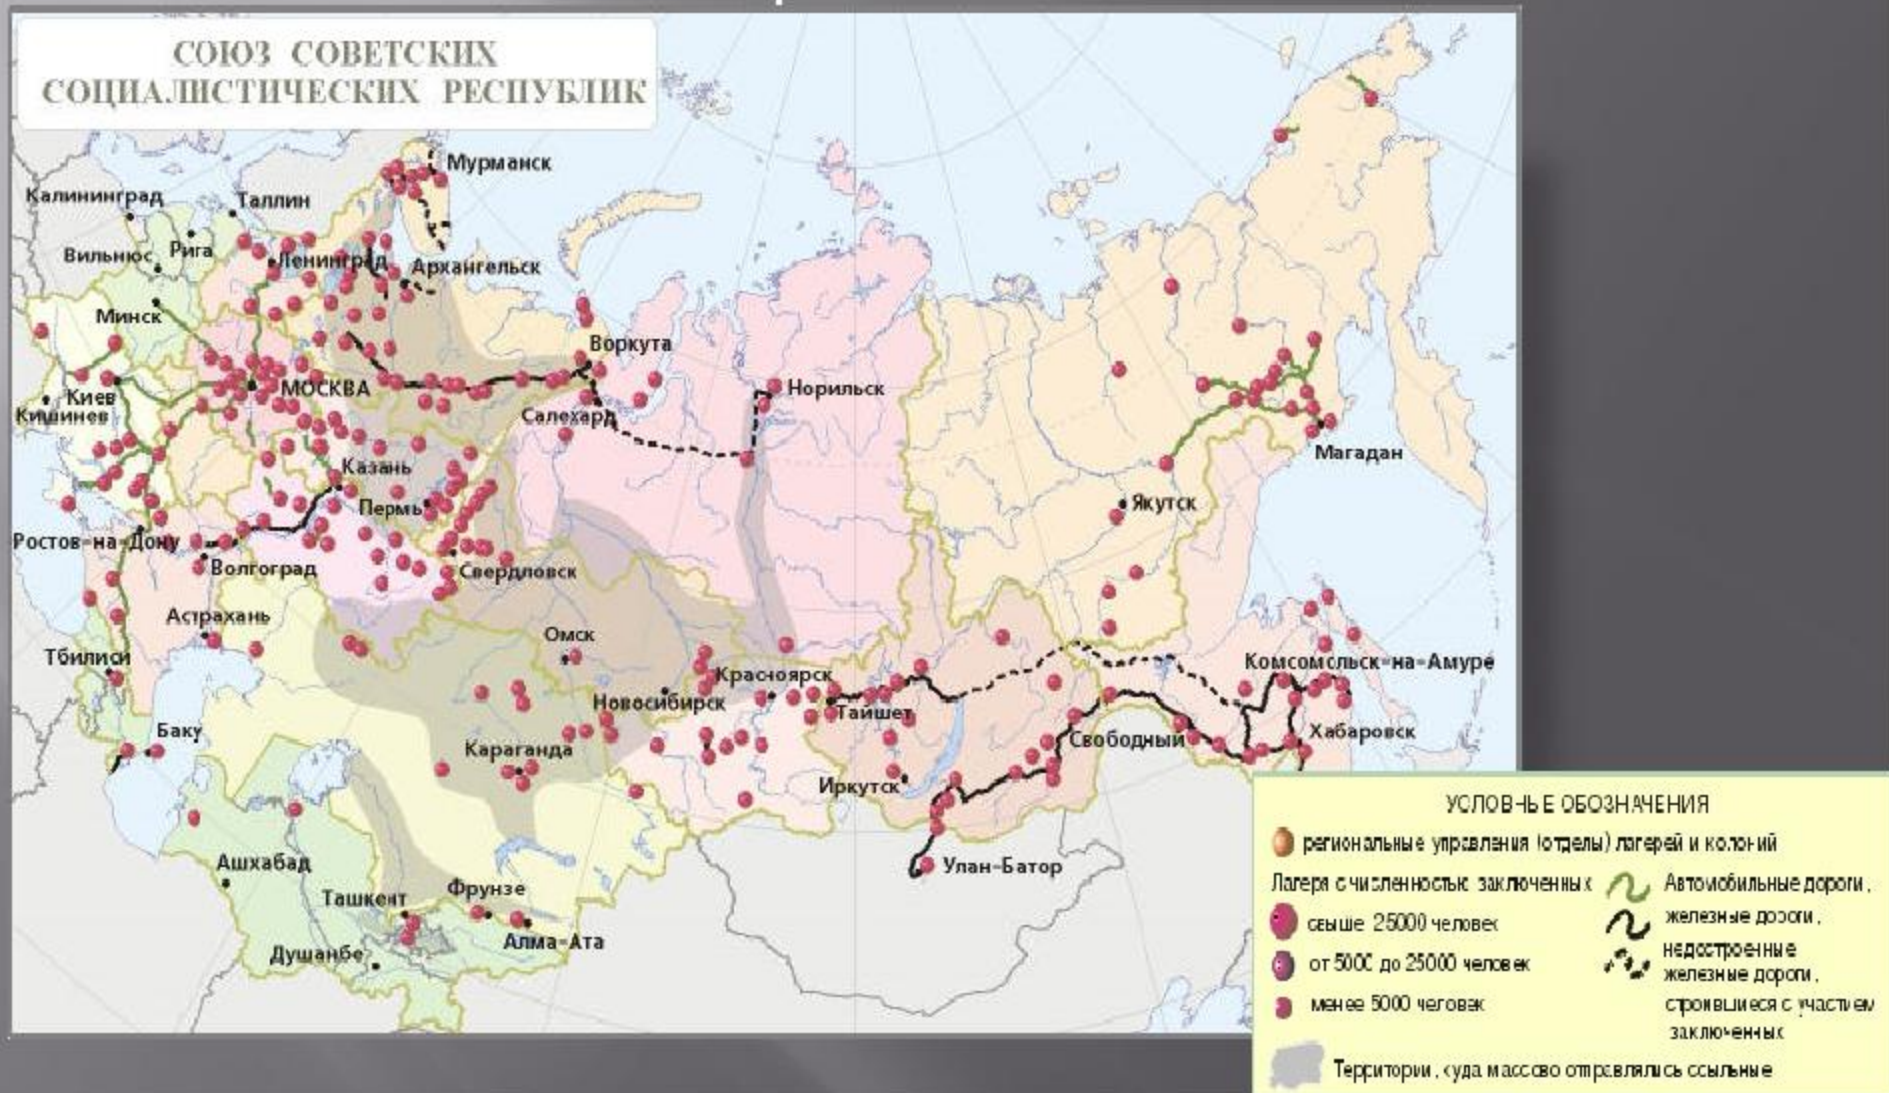 СОЮЗ СОВЕТСКИХ
СОЦИАЛИСТИЧЕСКИХ РЕСПУБЛИК
Мурманск
Калининград
Таллин
Рига
Вильнюс
Ленинград
Архангельск
Минск
Воркута
МОСКВА
Норильск
Киев
Кишинев
Салехард
Магадан
Казань
Пермь
Якутск
Ростов-на-Дону
Волгоград
Свердловск
Астрахань
Омск
Тбилиси
Комсомольск-на-Амуре
Красноярск
Новосибирск
Тайшет
Баку
Свободный
Хабаровск
Караганда
Иркутск
Ашхабад
Улан-Батор
Фрунзе
Ташкент
Алма-Ата
Душанбе
УСЛОВНЫЕ ОБОЗНАЧЕНИЯ
региональные управления (отделы) лагерей и колоний
Лагеря с численностью заключенных
свыше 25000 человек
от 5000 до 25000 человек
менее 5000 человек
Автомобильные дороги,
железные дороги,
недостроенные
железные дороги,
строившиеся с участием
заключенных
Территории, куда массово отправлялись ссыльные